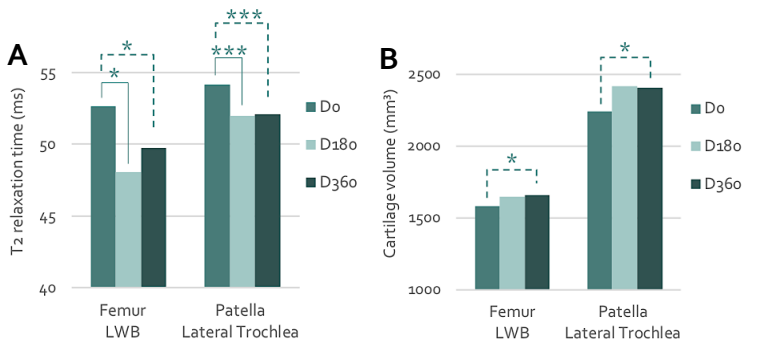 A
T2 relaxation time (ms)
55
50
45
40
*
*
***
***
Femur
LWB
Patella
Lateral Trochlea
D0
D180
D360
B
Cartilage volume (mm³)
2500
2000
1500
1000
*
*
Femur
LWB
Patella
Lateral Trochlea
D0
D180
D360